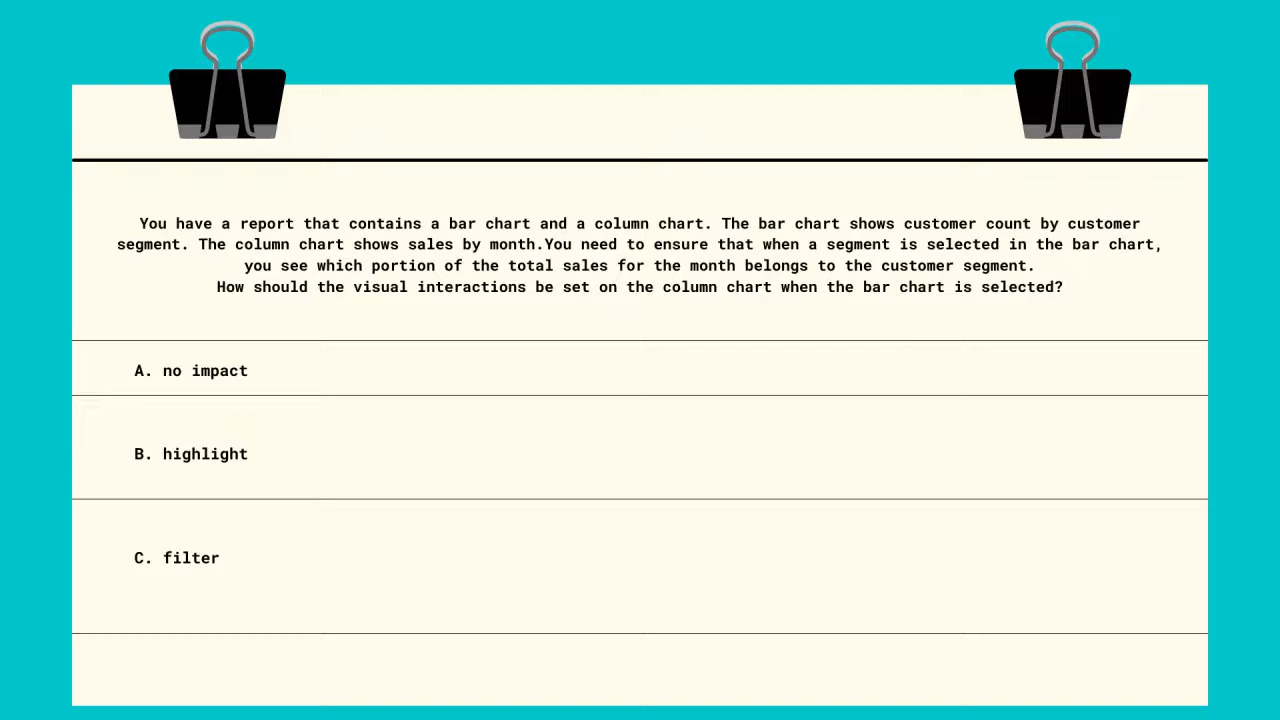 You have a report that contains a bar chart and a column chart. The bar chart shows customer count by customer
segment. The column chart shows sales by month.You need to ensure that when a segment is selected in the bar chart,
you see which portion of the total sales for the month belongs to the customer segment.
How should the visual interactions be set on the column chart when the bar chart is selected?
A. no impact
B. highlight
C. filter